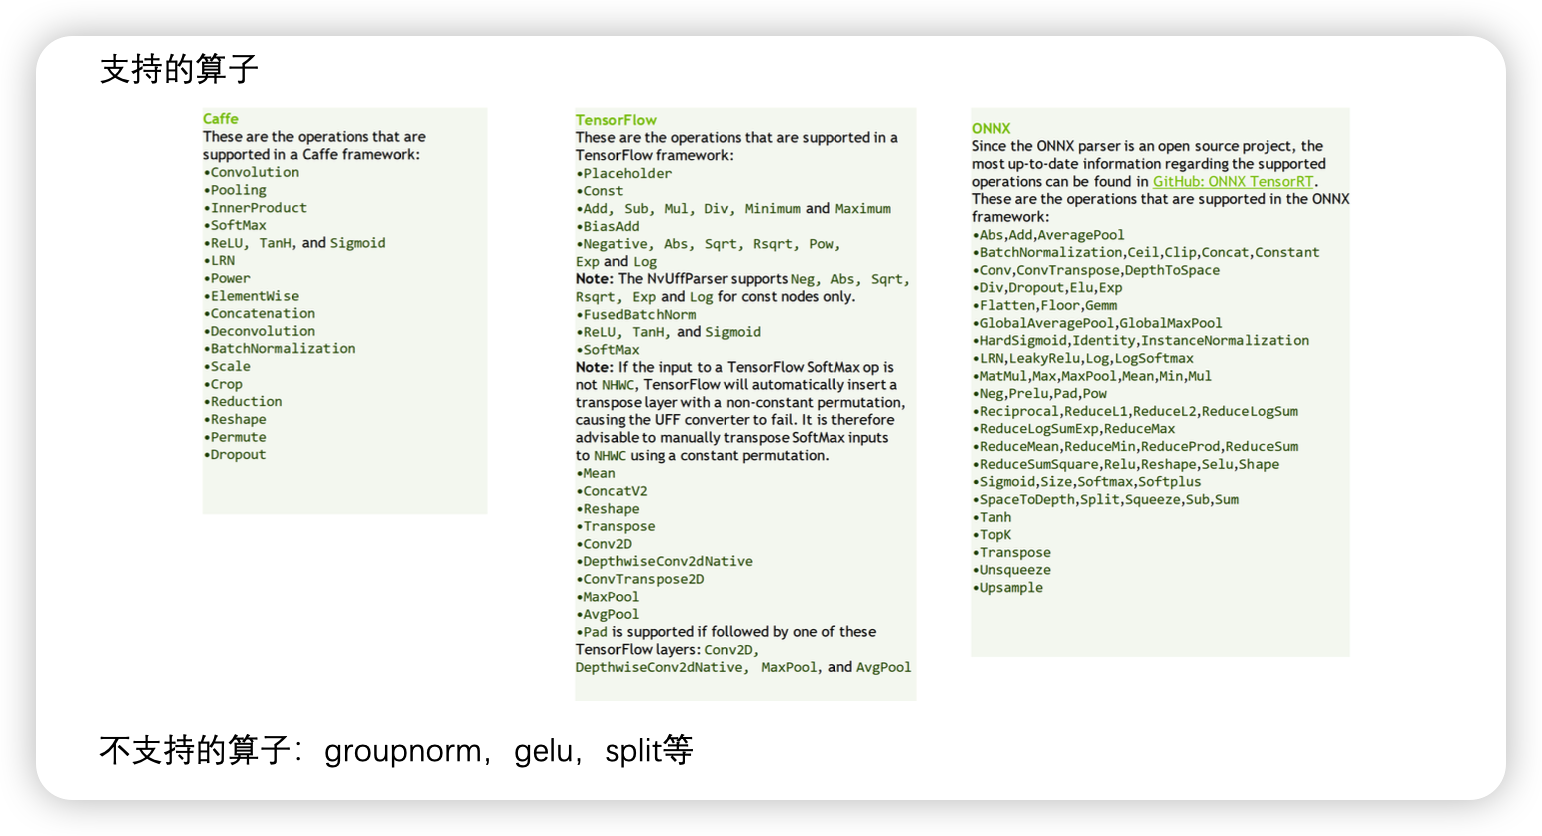 支持的算子
Caffe
These are the operations that are
supported in a Caffe framework:
•Convolution
•Pooling
•InnerProduct
•SoftMax
•ReLU, TanH, and Sigmoid
•LRN
•Power
•ElementWise
•Concatenation
•Deconvolution
•BatchNormalization
•Scale
•Crop
•Reduction
•Reshape
•Permute
•Dropout
TensorFlow
These are the operations that are supported in a
TensorFlow framework:
•Placeholder
•Const
•Add, Sub, Mul, Div, Minimum and Maximum
•BiasAdd
•Negative, Abs, Sqrt, Rsqrt, Pow,
Exp and Log
Note: The NvUffParser supports Neg, Abs, Sqrt,
Rsqrt, Exp and Log for const nodes only.
•FusedBatchNorm
•ReLU, TanH, and Sigmoid
•SoftMax
Note: If the input to a TensorFlow SoftMax op is
not NHWC, TensorFlow will automatically insert a
transpose layer with a non-constant permutation,
causing the UFF converter to fail. It is therefore
advisable to manually transpose SoftMax inputs
to NHWC using a constant permutation.
•Mean
•ConcatV2
•Reshape
•Transpose
•Conv2D
•DepthwiseConv2dNative
•ConvTranspose2D
•MaxPool
•AvgPool
•Pad is supported if followed by one of these
TensorFlow layers: Conv2D,
DepthwiseConv2dNative, MaxPool, and AvgPool
ONNX
Since the ONNX parser is an open source project, the
most up-to-date information regarding the supported
operations can be found in GitHub: ONNX TensorRT.
These are the operations that are supported in the ONNX
framework:
•Abs,Add,AveragePool
•BatchNormalization,Ceil,Clip,Concat,Constant
•Conv,ConvTranspose,DepthToSpace
•Div,Dropout,Elu,Exp
•Flatten,Floor,Gemm
•GlobalAveragePool,GlobalMaxPool
•HardSigmoid,Identity,InstanceNormalization
•LRN,LeakyRelu,Log,LogSoftmax
•MatMul,Max,MaxPool,Mean,Min,Mul
•Neg,Prelu,Pad,Pow
•Reciprocal,ReduceL1,ReduceL2,ReduceLogSum
•ReduceLogSumExp,ReduceMax
•ReduceMean,ReduceMin,ReduceProd,ReduceSum
•ReduceSumSquare,Relu,Reshape,Selu,Shape
•Sigmoid,Size,Softmax,Softplus
•SpaceToDepth,Split,Squeeze,Sub,Sum
•Tanh
•TopK
•Transpose
•Unsqueeze
•Upsample
不支持的算子：groupnorm，gelu，split等